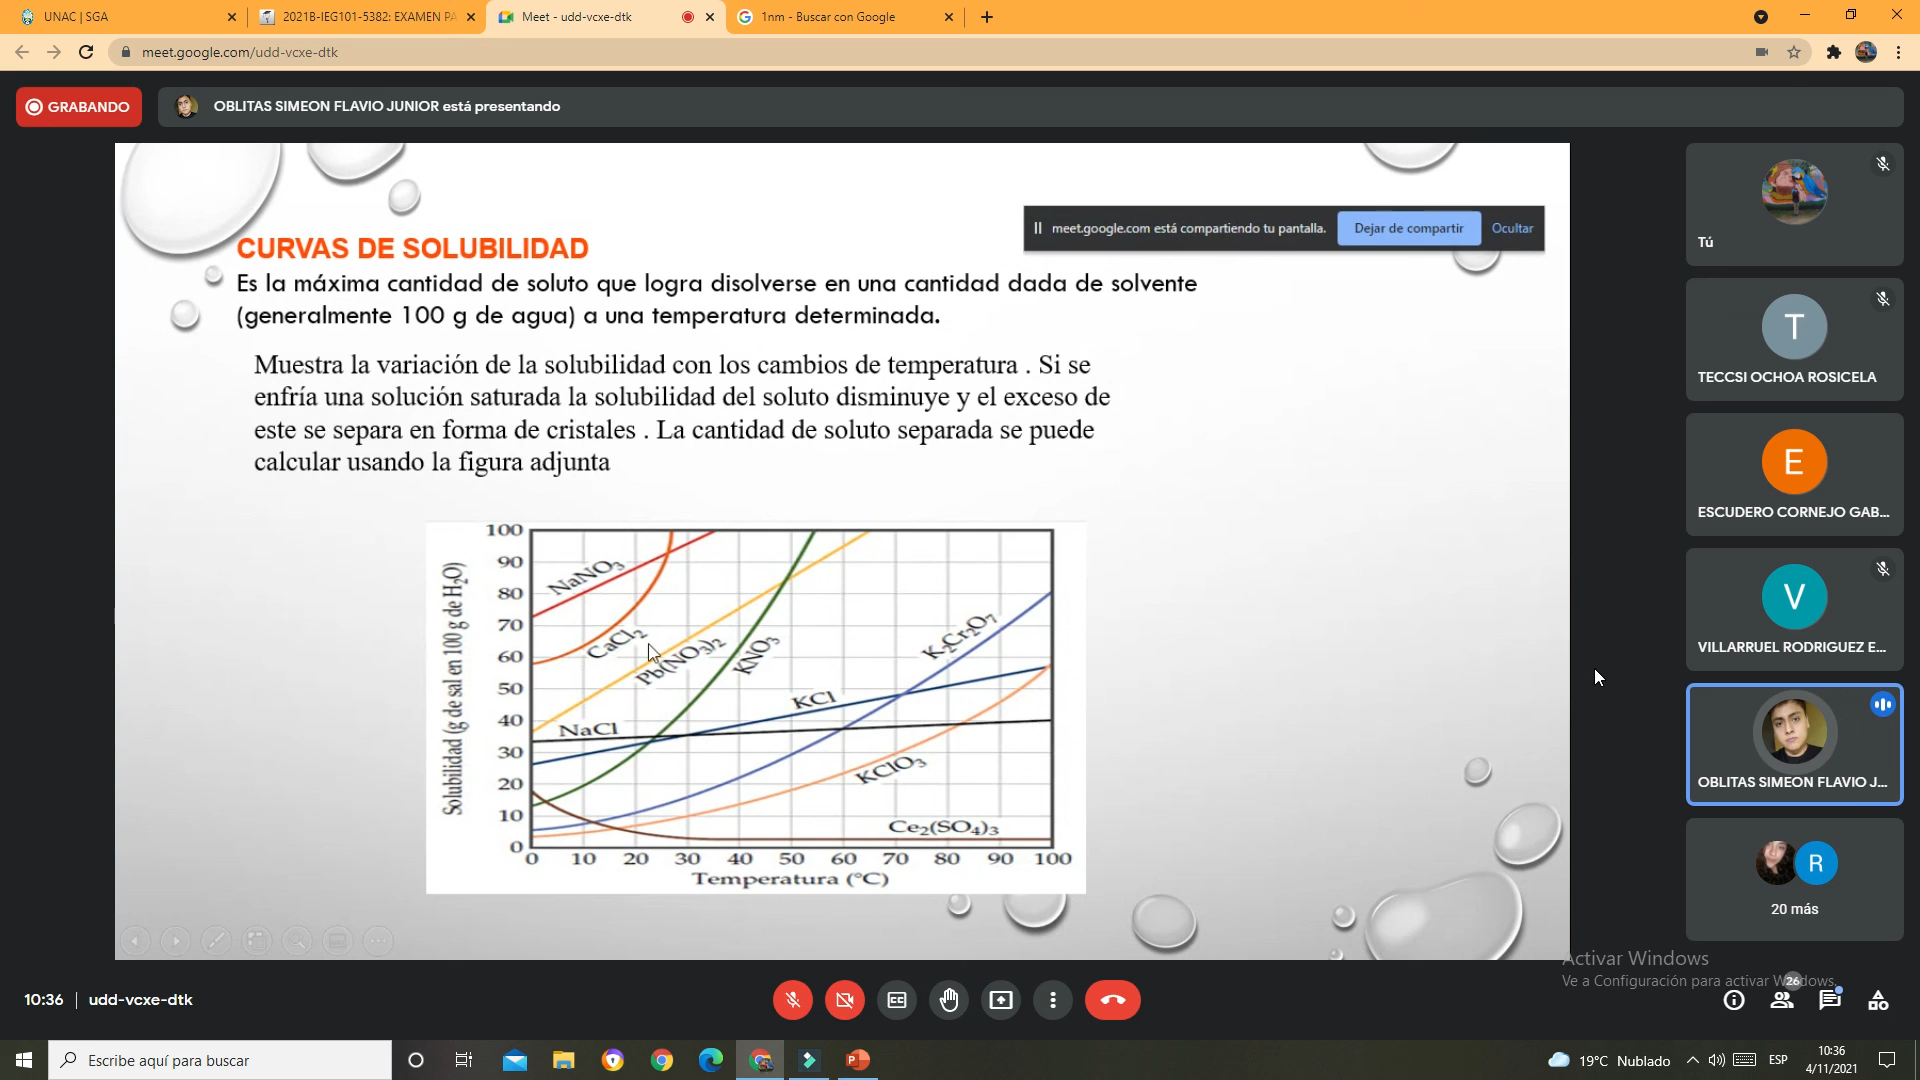 UNAC | SGA
2021B-IEG101-5382: EXAMEN PA
Meet - udd-vcxe-dtk
1nm - Buscar con Google
meet.google.com/udd-vcxe-dtk
GRABANDO
OBLITAS SIMEON FLAVIO JUNIOR está presentando
meet.google.com está compartiendo tu pantalla.
Dejar de compartir
Ocultar
CURVAS DE SOLUBILIDAD
Es la máxima cantidad de soluto que logra disolverse en una cantidad dada de solvente
(generalmente 100 g de agua) a una temperatura determinada.
Muestra la variación de la solubilidad con los cambios de temperatura . Si se
enfría una solución saturada la solubilidad del soluto disminuye y el exceso de
este se separa en forma de cristales . La cantidad de soluto separada se puede
calcular usando la figura adjunta
Solubilidad (g de sal en 100 g de H₂O)
100
90
80
70
60
50
40
30
20
10
0
NaNO₃
CaCl₂
Pb(NO₃)₂
KNO₃
K₂Cr₂O₇
KCl
NaCl
KClO₃
Ce₂(SO₄)₃
0 10 20 30 40 50 60 70 80 90 100
Temperatura (°C)
Tú
T
TECCSI OCHOA ROSICELA
E
ESCUDERO CORNEJO GAB...
V
VILLARRUEL RODRIGUEZ E...
OBLITAS SIMEON FLAVIO J...
R
20 más
Activar Windows
Ve a Configuración para activar Windows.
10:36 | udd-vcxe-dtk
26
Escribe aquí para buscar
19°C Nublado
ESP
10:36
4/11/2021